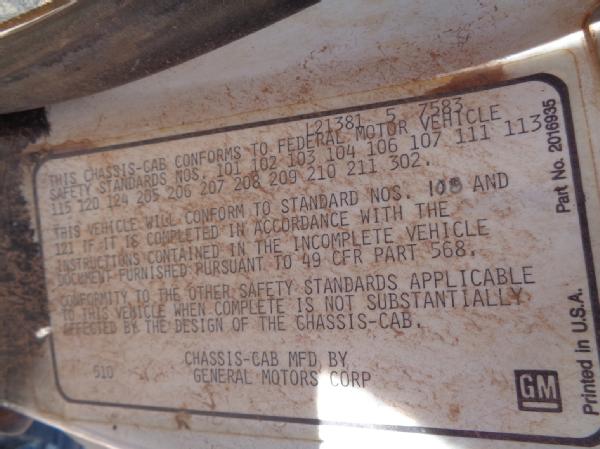 L21381 5 7583
THIS CHASSIS-CAB CONFORMS TO FEDERAL MOTOR VEHICLE
SAFETY STANDARDS NOS. 101 102 103 104 106 107 111 113
115 120 124 205 206 207 208 209 210 211 302.
THIS VEHICLE WILL CONFORM TO STANDARD NOS. 108 AND
121 IF IT IS COMPLETED IN ACCORDANCE WITH THE
INSTRUCTIONS CONTAINED IN THE INCOMPLETE VEHICLE
DOCUMENT FURNISHED PURSUANT TO 49 CFR PART 568.
CONFORMITY TO THE OTHER SAFETY STANDARDS APPLICABLE
TO THIS VEHICLE WHEN COMPLETE IS NOT SUBSTANTIALLY
AFFECTED BY THE DESIGN OF THE CHASSIS-CAB.
CHASSIS-CAB MFD BY
510 GENERAL MOTORS CORP
GM
Part No. 2016935
Printed in U.S.A.